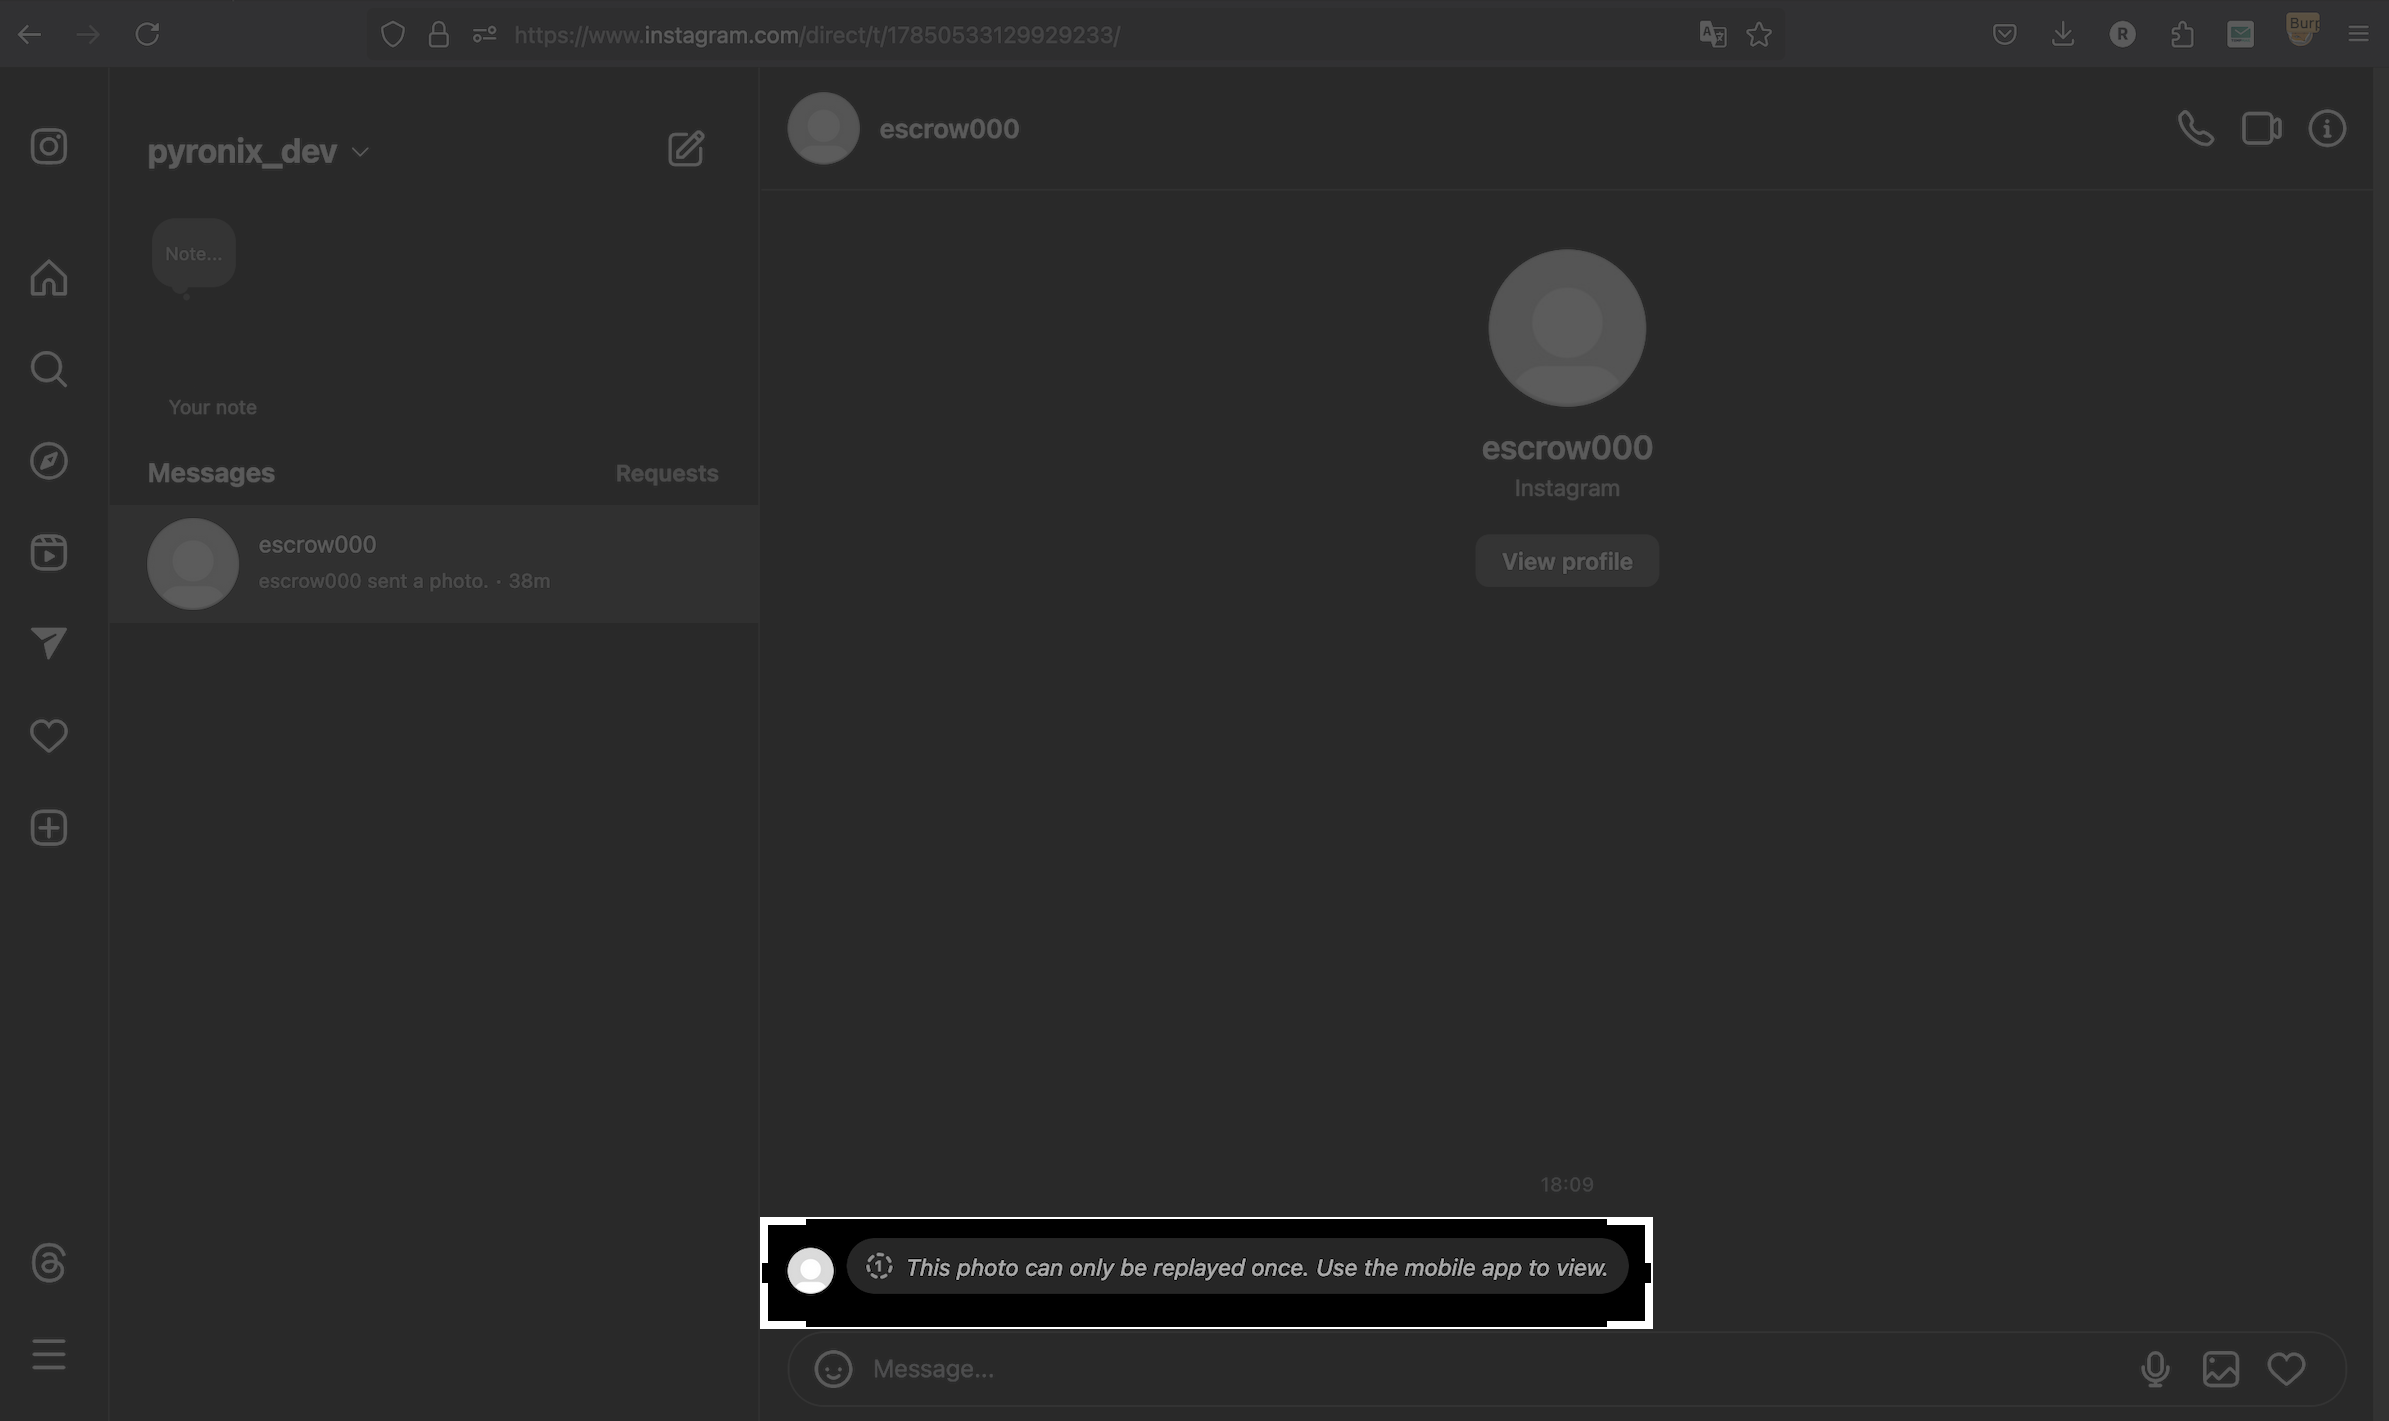 https://www.instagram.com/direct/t/17850533129929233/
R
Burp
pyronix_dev
escrow000
Note...
Your note
Messages
Requests
escrow000
escrow000 sent a photo. · 38m
escrow000
Instagram
View profile
18:09
1
This photo can only be replayed once. Use the mobile app to view.
Message...